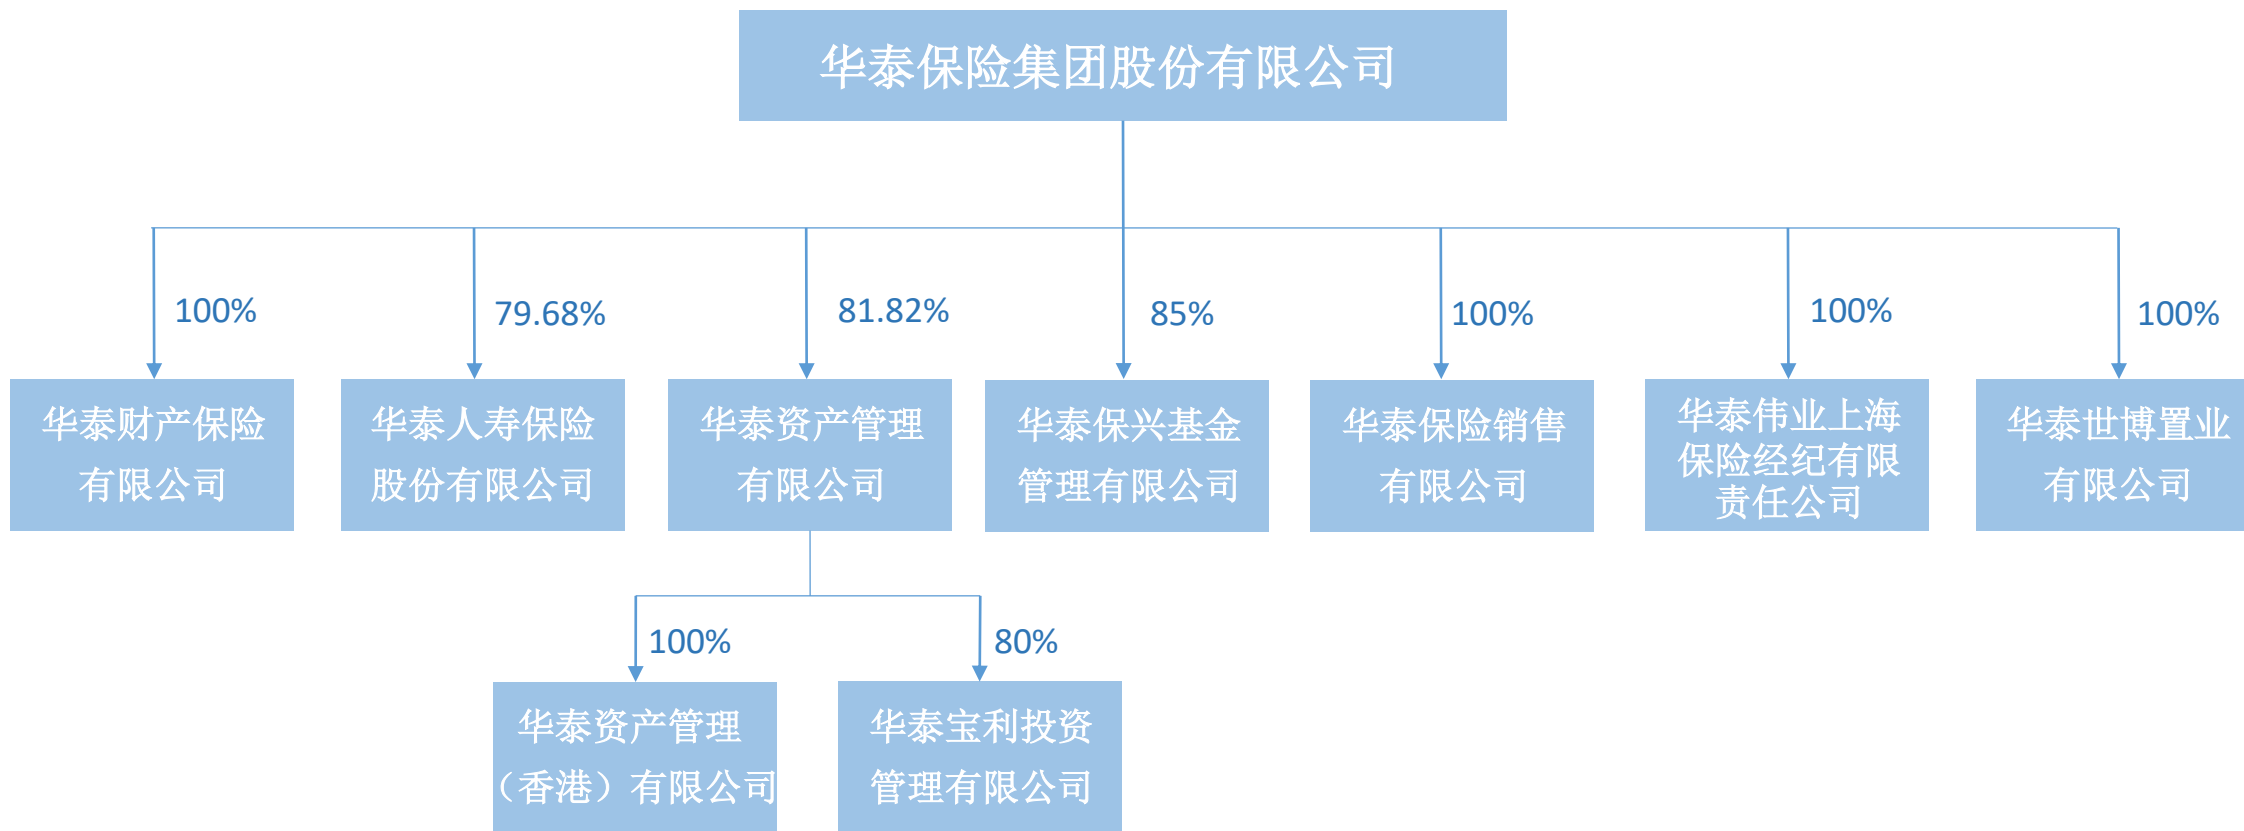 华泰保险集团股份有限公司
100%
79.68%
81.82%
85%
100%
100%
100%
华泰财产保险
有限公司
华泰人寿保险
股份有限公司
华泰资产管理
有限公司
华泰保兴基金
管理有限公司
华泰保险销售
有限公司
华泰伟业上海
保险经纪有限
责任公司
华泰世博置业
有限公司
100%
80%
华泰资产管理
（香港）有限公司
华泰宝利投资
管理有限公司